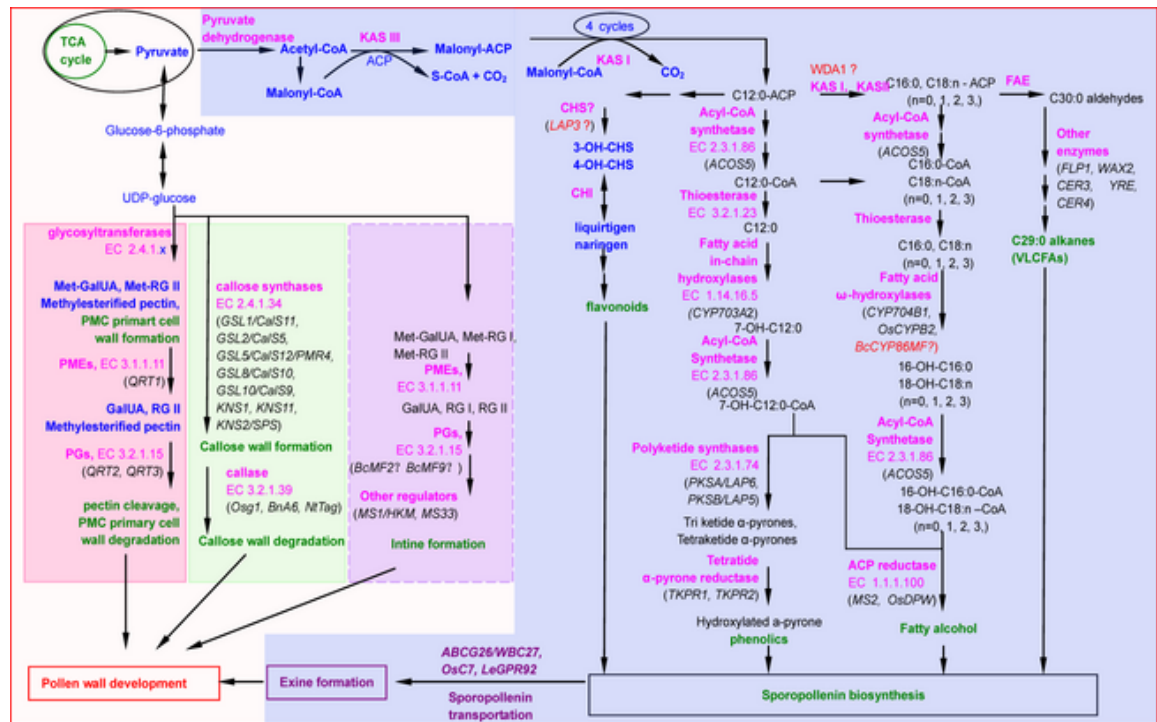 TCA
cycle
Pyruvate
Pyruvate
dehydrogenase
Acetyl-CoA
KAS III
ACP
Malonyl-ACP
S-CoA + CO2
Malonyl-CoA
Glucose-6-phosphate
UDP-glucose
glycosyltransferases
EC 2.4.1.x
Met-GalUA, Met-RG II
Methylesterified pectin,
PMC primart cell
wall formation
PMEs, EC 3.1.1.11
(QRT1)
GalUA, RG II
Methylesterified pectin
PGs, EC 3.2.1.15
(QRT2, QRT3)
pectin cleavage,
PMC primary cell
wall degradation
callose synthases
EC 2.4.1.34
(GSL1/CalS11,
GSL2/CalS5,
GSL5/CalS12/PMR4,
GSL8/CalS10,
GSL10/CalS9,
KNS1, KNS11,
KNS2/SPS)
Callose wall formation
callase
EC 3.2.1.39
(Osg1, BnA6, NtTag)
Callose wall degradation
Met-GalUA, Met-RG I,
Met-RG II
PMEs,
EC 3.1.1.11
GalUA, RG I, RG II
PGs,
EC 3.2.1.15
(BcMF2? BcMF9? )
Other regulators
(MS1/HKM, MS33)
Intine formation
4 cycles
KAS I
Malonyl-CoA
CO2
C12:0-ACP
CHS?
(LAP3 ?)
3-OH-CHS
4-OH-CHS
CHI
liquirtigen
naringen
flavonoids
Acyl-CoA
synthetase
EC 2.3.1.86
(ACOS5)
C12:0-CoA
Thioesterase
EC 3.1.2.23
C12:0
Fatty acid
in-chain
hydroxylases
EC 1.14.16.5
(CYP703A2)
7-OH-C12:0
Acyl-CoA
Synthetase
EC 2.3.1.86
(ACOS5)
7-OH-C12:0-CoA
Polyketide synthases
EC 2.3.1.74
(PKSA/LAP6,
PKSB/LAP5)
Tri ketide α-pyrones,
Tetraketide α-pyrones
Tetratide
α-pyrone reductase
(TKPR1, TKPR2)
Hydroxylated a-pyrone
phenolics
WDA1 ?
KAS I, KASII
C16:0, C18:n - ACP
(n=0, 1, 2, 3,)
Acyl-CoA
synthetase
(ACOS5)
C16:0-CoA
C18:n-CoA
(n=0, 1, 2, 3)
Thioesterase
C16:0, C18:n
(n=0, 1, 2, 3)
Fatty acid
ω-hydroxylases
(CYP704B1,
OsCYPB2,
BcCYP86MF?)
16-OH-C16:0
18-OH-C18:n
(n=0, 1, 2, 3)
Acyl-CoA
Synthetase
EC 2.3.1.86
(ACOS5)
16-OH-C16:0-CoA
18-OH-C18:n –CoA
(n=0, 1, 2, 3,)
ACP reductase
EC 1.1.1.100
(MS2, OsDPW)
Fatty alcohol
FAE
C30:0 aldehydes
Other
enzymes
(FLP1, WAX2,
CER3, YRE,
CER4)
C29:0 alkanes
(VLCFAs)
Pollen wall development
Exine formation
ABCG26/WBC27,
OsC7, LeGPR92
Sporopollenin
transportation
Sporopollenin biosynthesis